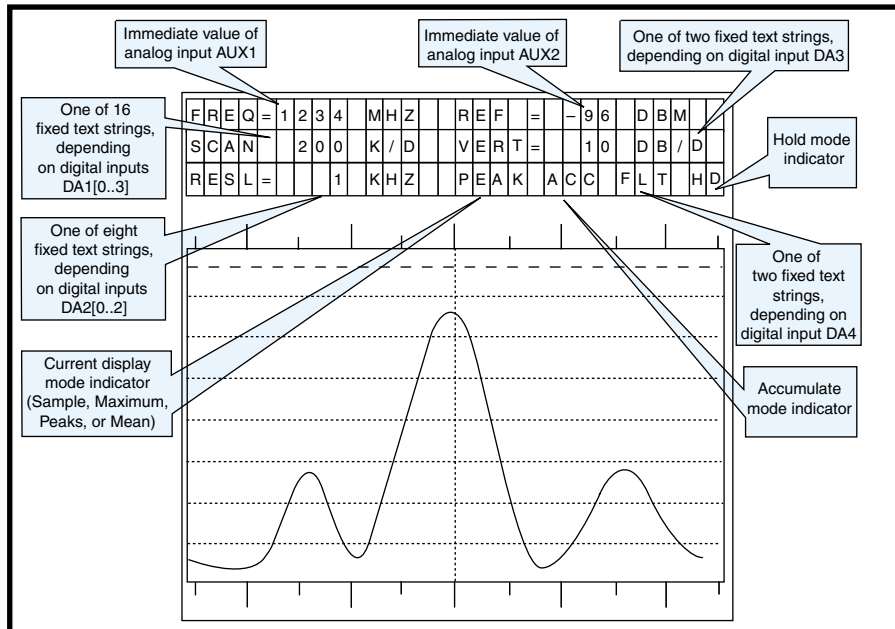 Immediate value of
analog input AUX1
Immediate value of
analog input AUX2
One of two fixed text strings,
depending on digital input DA3
One of 16
fixed text strings,
depending
on digital inputs
DA1[0..3]
FREQ=1234 MHZ REF = -96 DBM
SCAN 200 K/D VERT= 10 DB/D
RESL= 1 KHZ PEAK ACC FLT HD
Hold mode
indicator
One of eight
fixed text strings,
depending
on digital inputs
DA2[0..2]
One of
two fixed text
strings,
depending on
digital input DA4
Current display
mode indicator
(Sample, Maximum,
Peaks, or Mean)
Accumulate
mode indicator